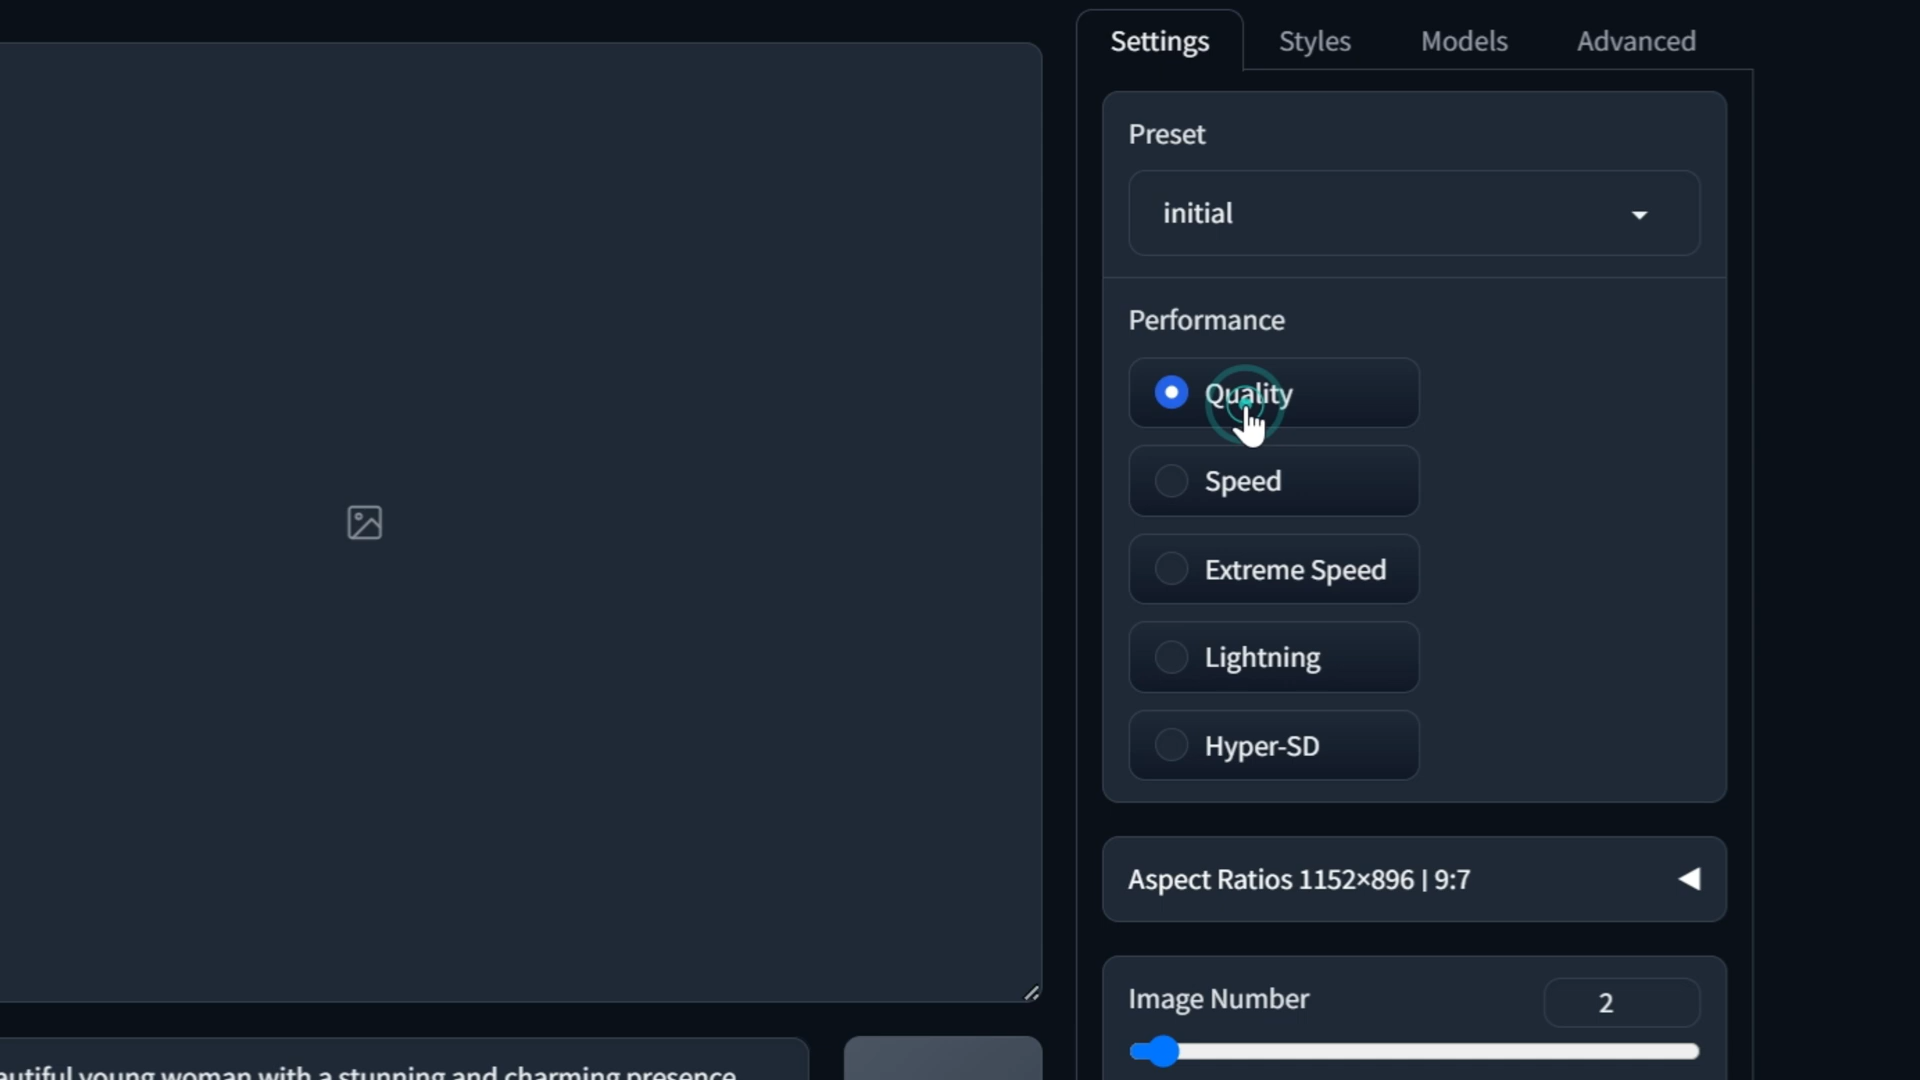 Settings Styles Models Advanced
Preset
initial
Performance
Quality
Speed
Extreme Speed
Lightning
Hyper-SD
Aspect Ratios 1152×896 | 9:7
Image Number 2
young woman with a stunning and charming presence